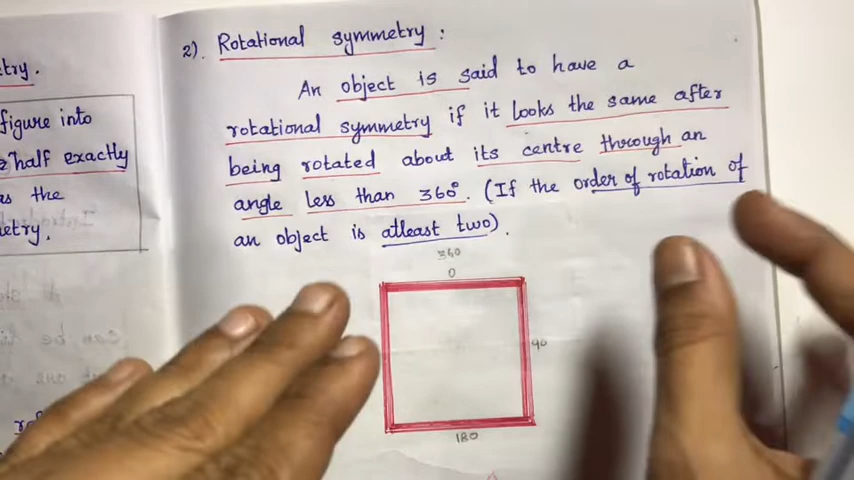 2). Rotational symmetry :
An object is said to have a
rotational symmetry if it looks the same after
being rotated about its centre through an
angle less than 360°. (If the order of rotation of
an object is atleast two).
360
0
90
180
try.
figure into
half exactly
as the
etry.